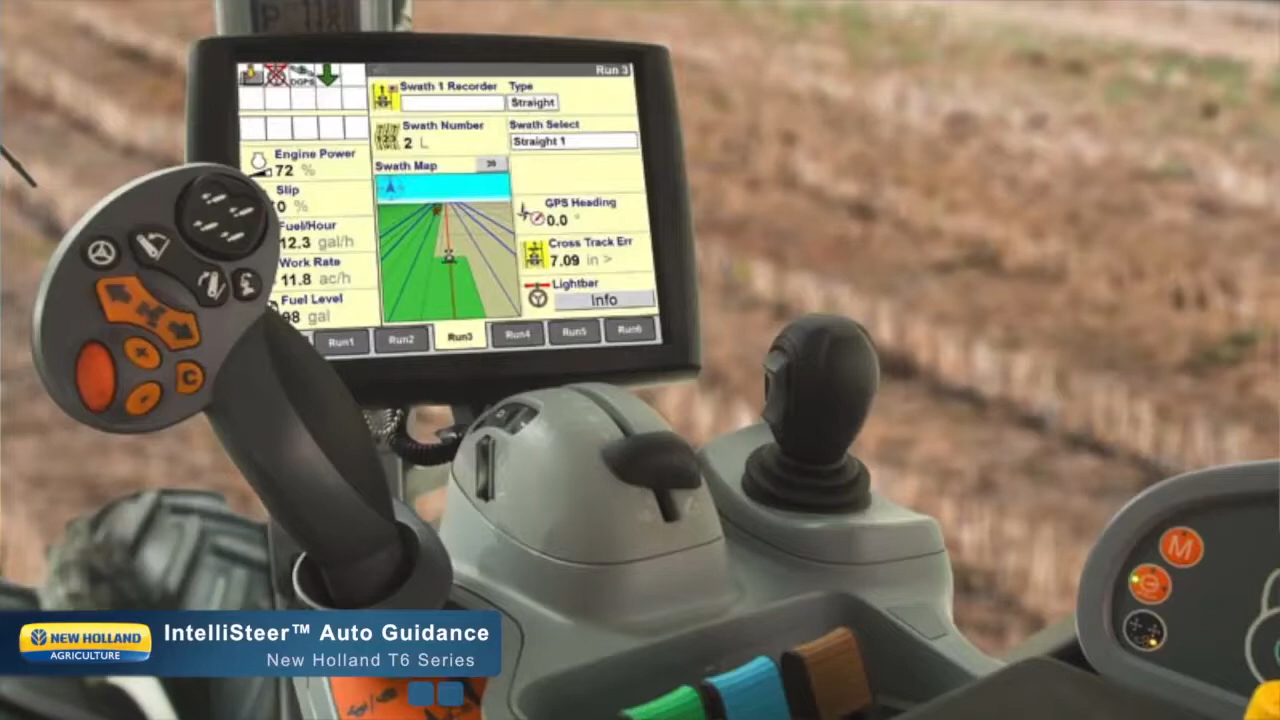 Run 3
DGPS
Swath 1 Recorder
Type
Straight
Swath Number
2 L
Swath Select
Straight 1
Engine Power
72 %
Swath Map
Slip
0 %
GPS Heading
0.0 °
Fuel/Hour
12.3 gal/h
Cross Track Err
7.09 in >
Work Rate
11.8 ac/h
Lightbar
Info
Fuel Level
98 gal
Run1
Run2
Run3
Run4
Run5
Run6
C
M
NEW HOLLAND
AGRICULTURE
IntelliSteer™ Auto Guidance
New Holland T6 Series